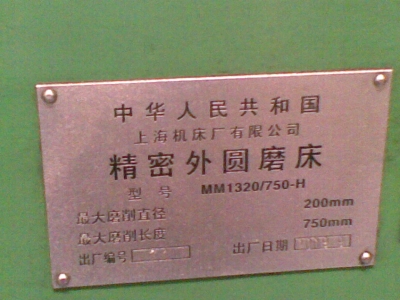 中华人民共和国
上海机床厂有限公司
精密外圆磨床
型号 MM1320/750-H
最大磨削直径 200mm
最大磨削长度 750mm
出厂编号 出厂日期